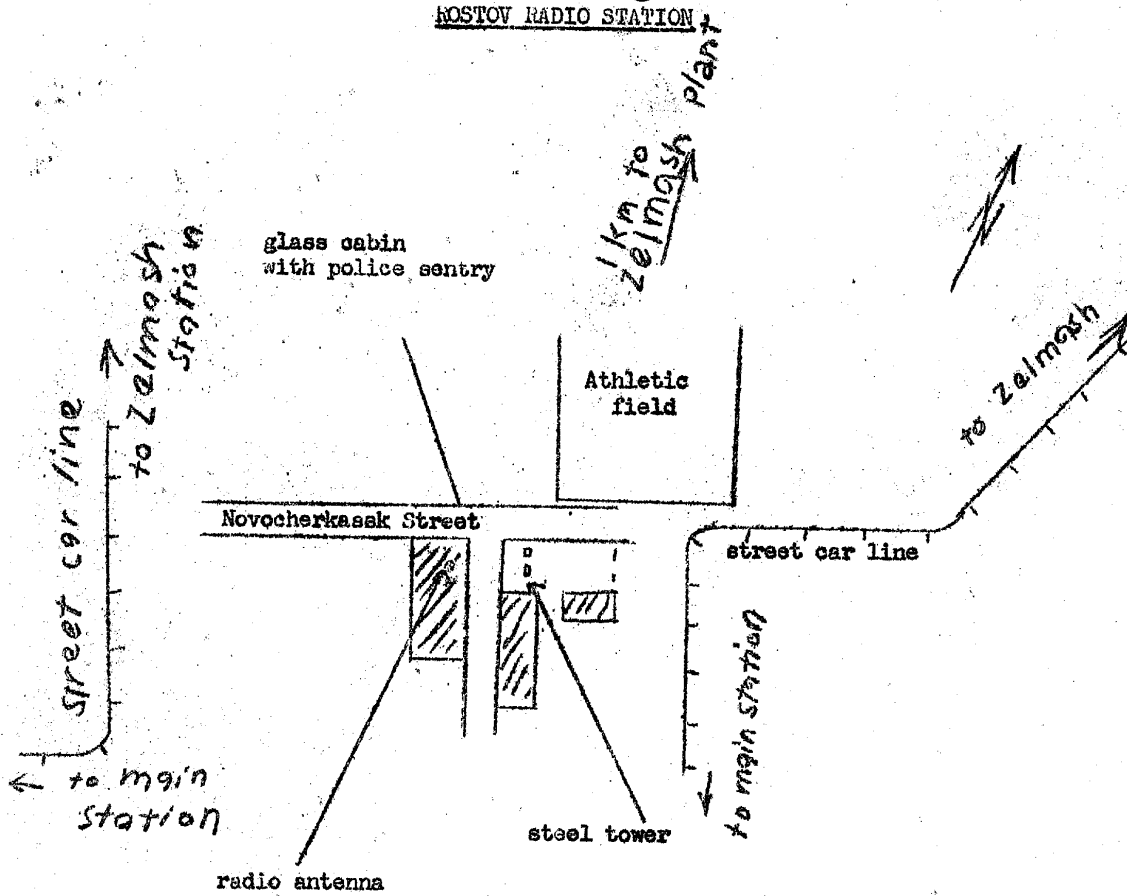 ROSTOV RADIO STATION
1 km to
Zelmash plant
glass cabin
with police sentry
to Zelmash
Station
Athletic
field
to Zelmash
street car line
Novocherkassk Street
street car line
to main station
to main
station
steel tower
radio antenna